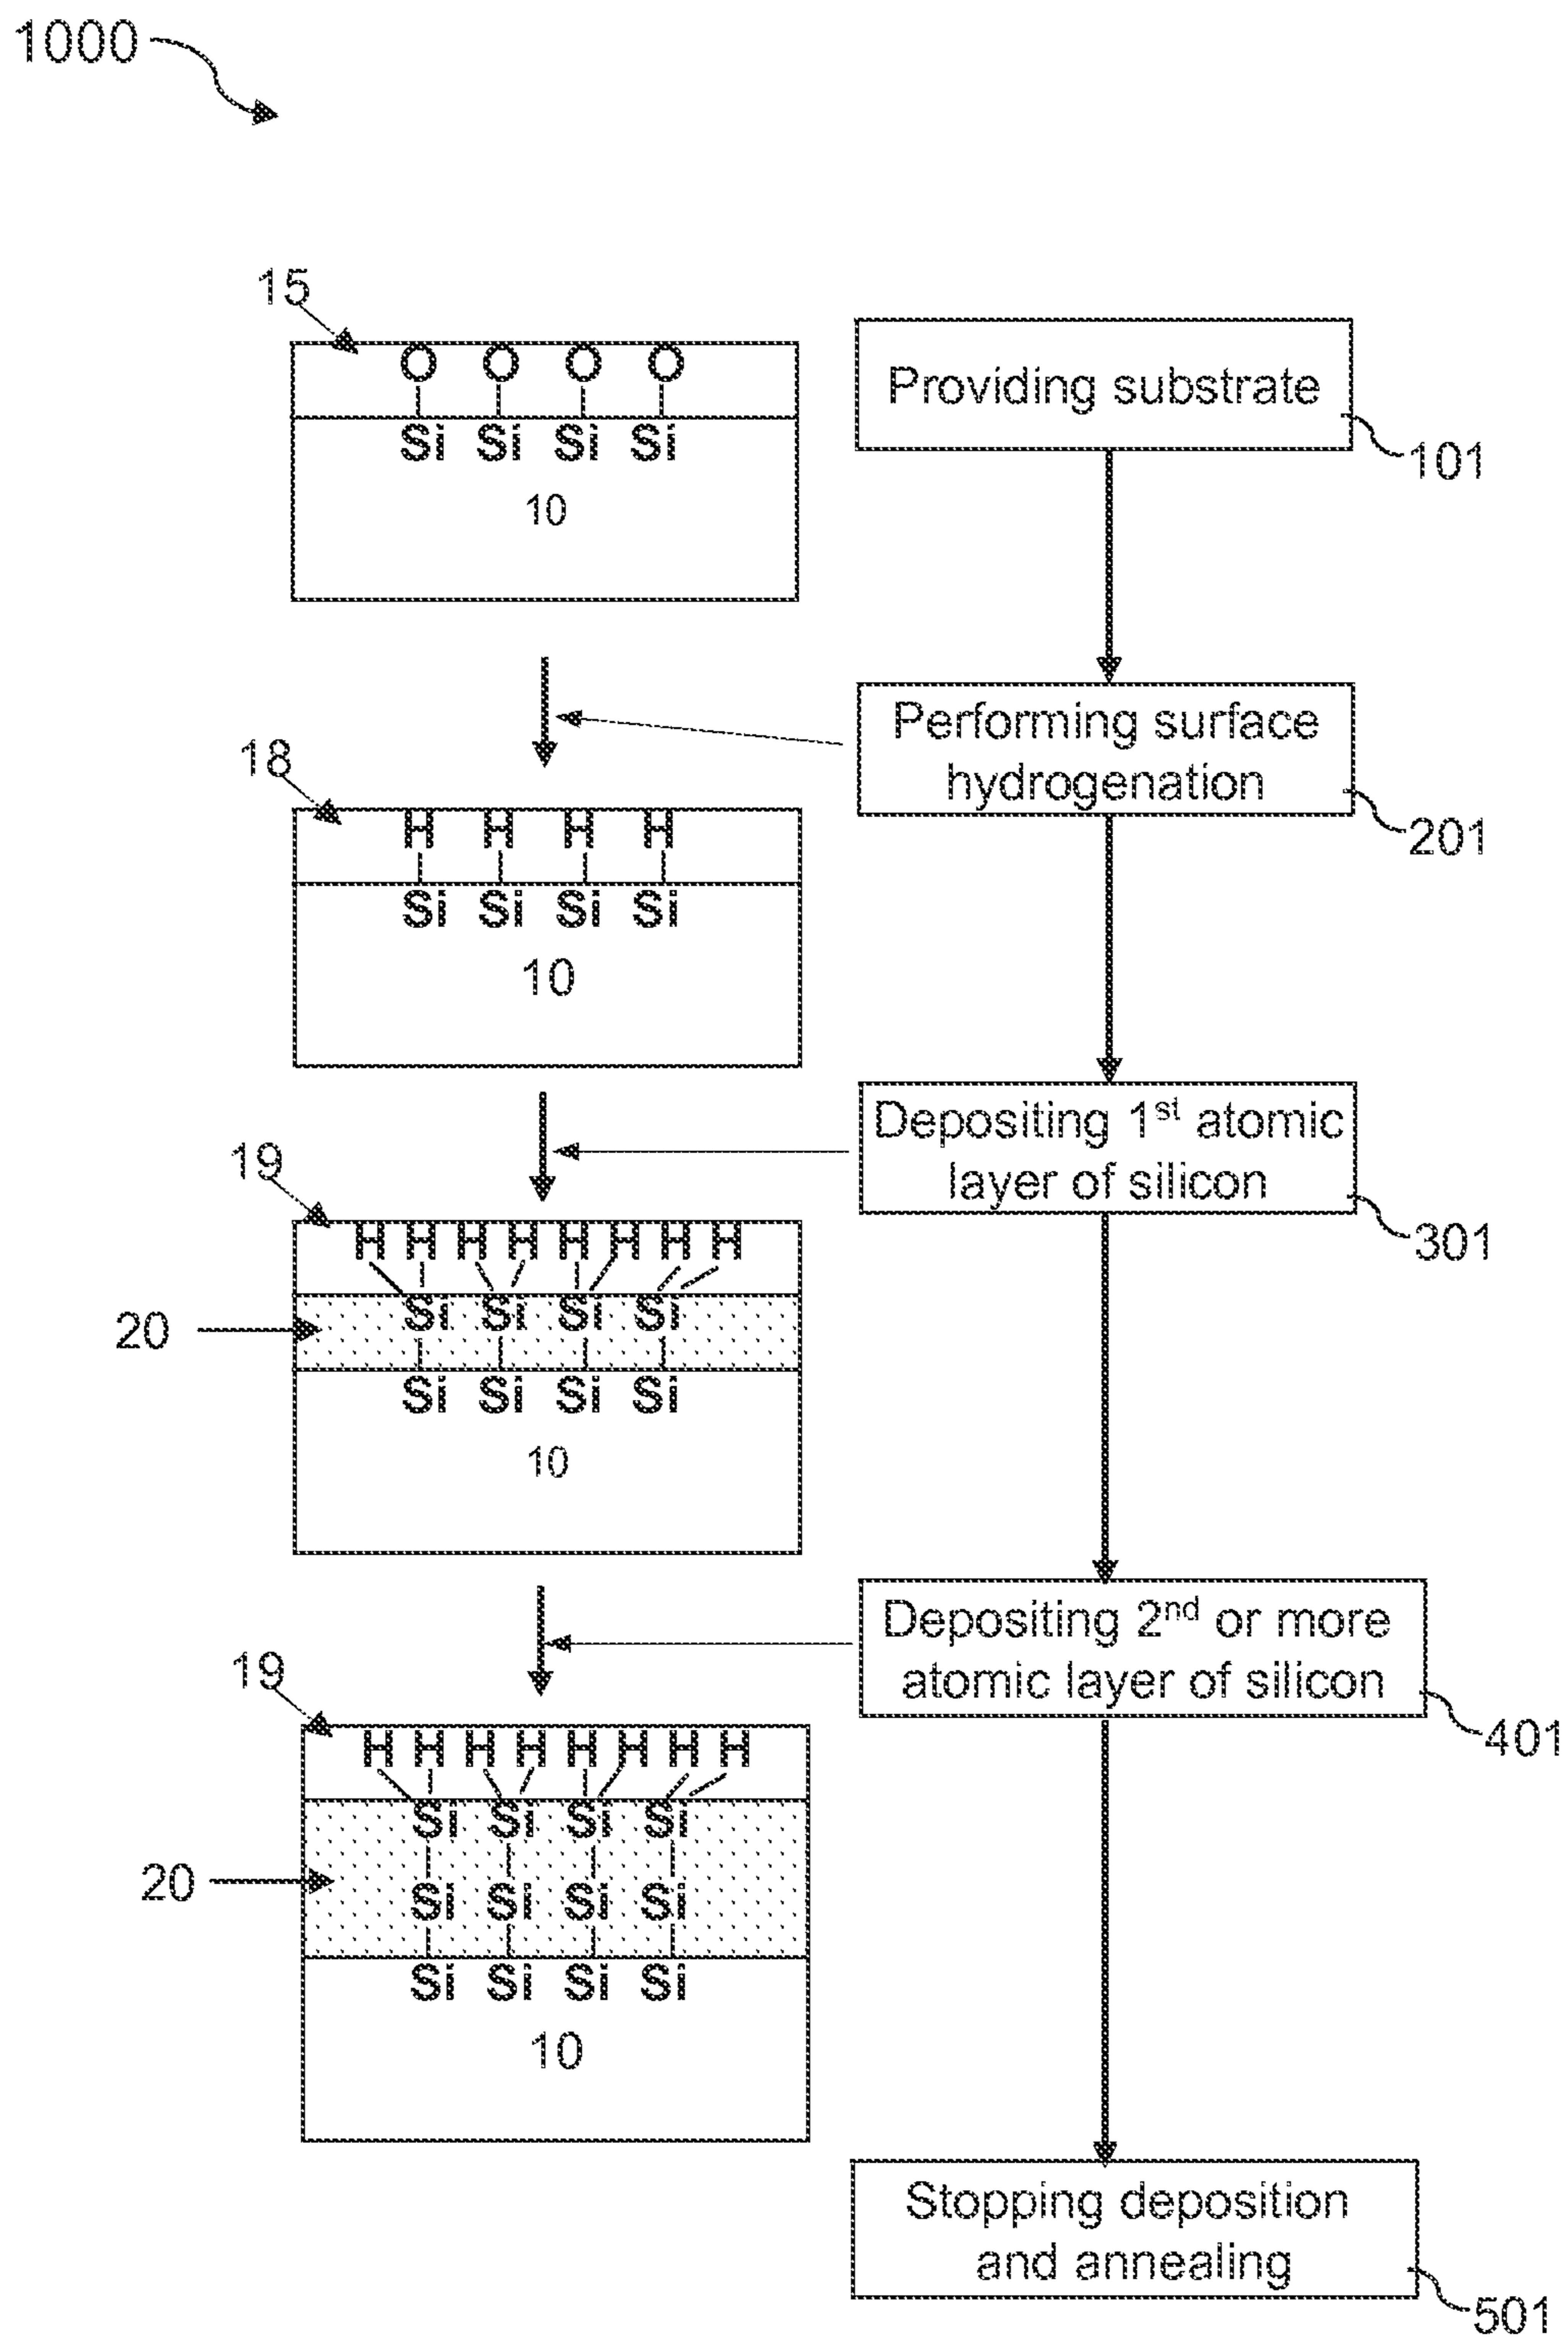 1000
15
O O O O
Si Si Si Si
10
Providing substrate
101
Performing surface
hydrogenation
201
18
H H H H
Si Si Si Si
10
Depositing 1st atomic
layer of silicon
301
19
H H H H H H H H
20
Si Si Si Si
Si Si Si Si
10
Depositing 2nd or more
atomic layer of silicon
401
19
H H H H H H H H
Si Si Si Si
20
Si Si Si Si
Si Si Si Si
10
Stopping deposition
and annealing
501